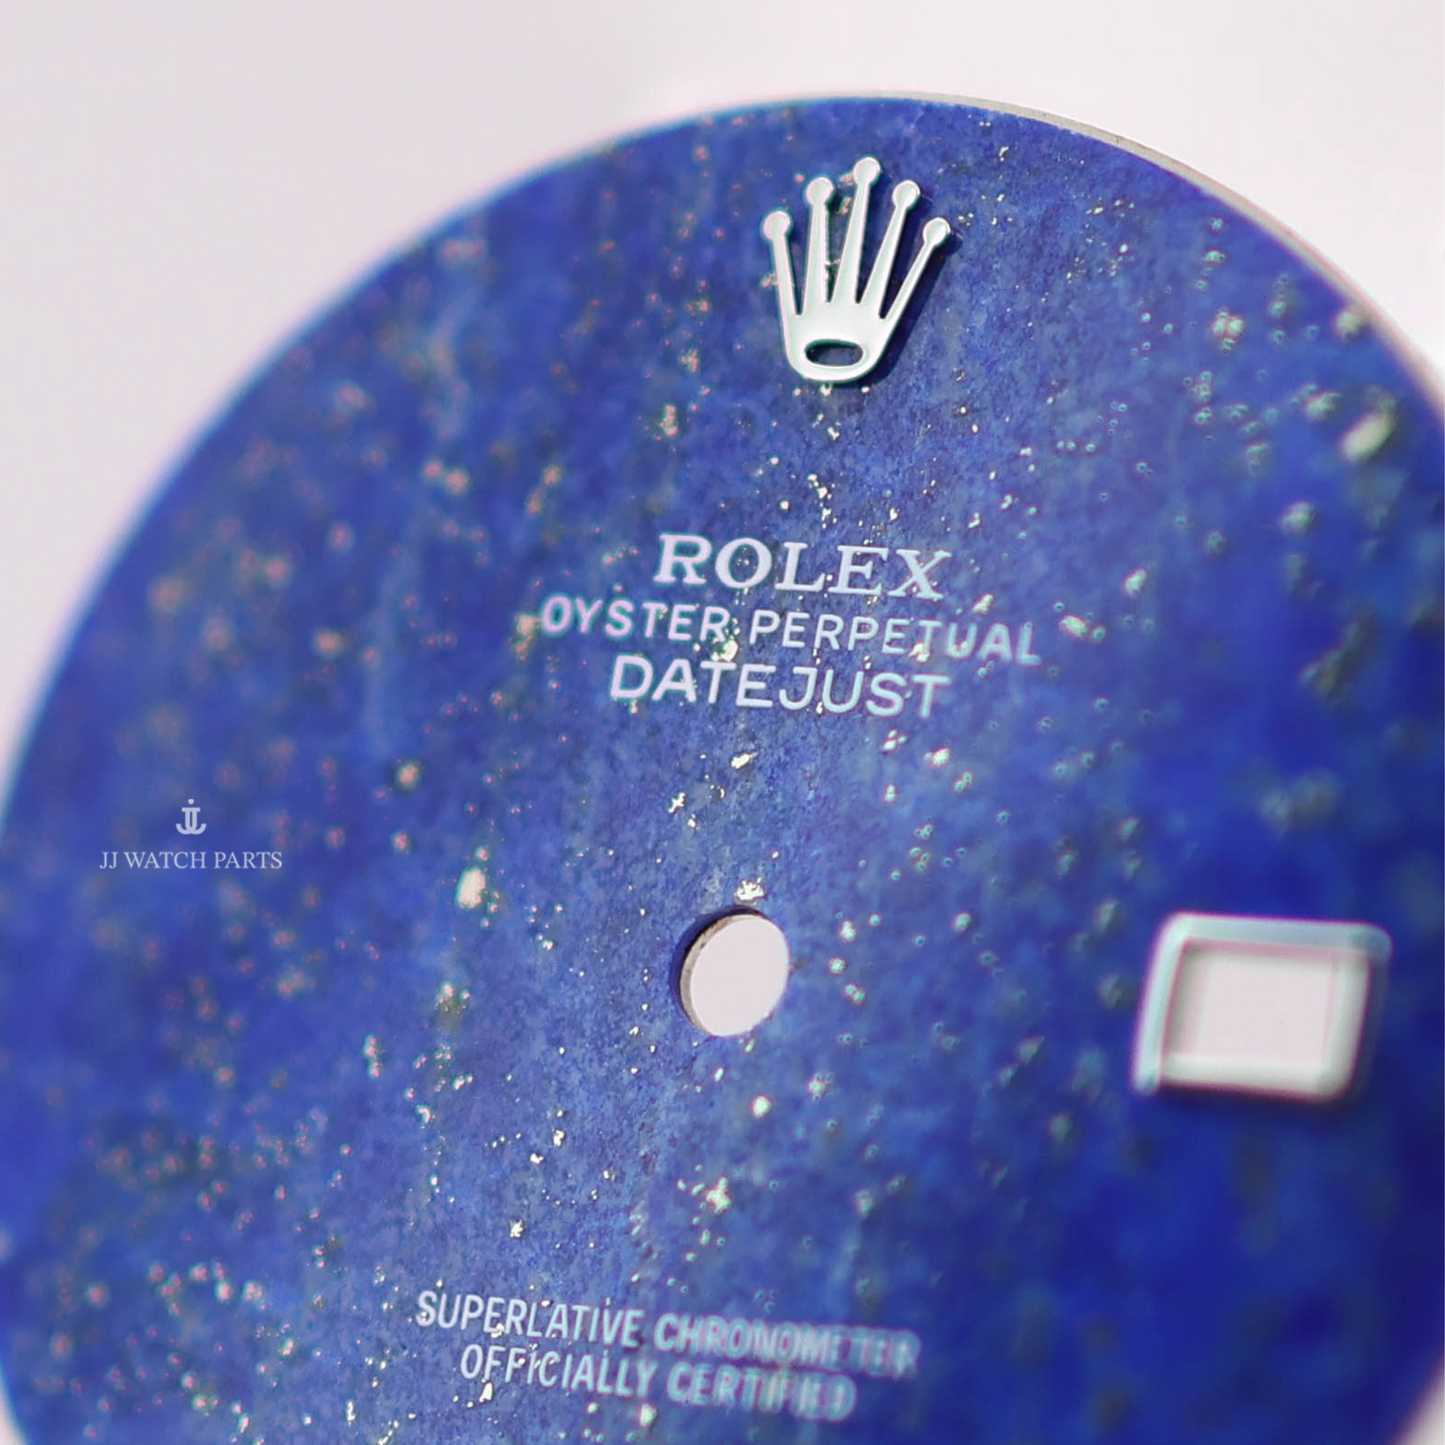 ROLEX
OYSTER PERPETUAL
DATEJUST
JJ WATCH PARTS
SUPERLATIVE CHRONOMETER
OFFICIALLY CERTIFIED